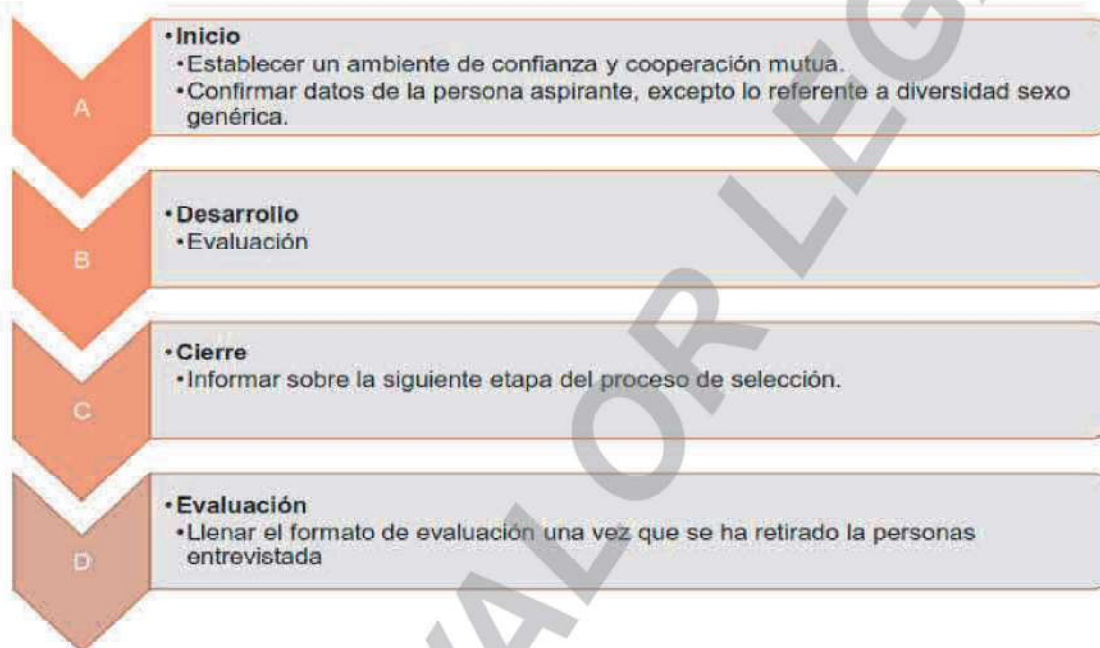 A
•Inicio
•Establecer un ambiente de confianza y cooperación mutua.
•Confirmar datos de la persona aspirante, excepto lo referente a diversidad sexo
genérica.
B
•Desarrollo
•Evaluación
C
•Cierre
•Informar sobre la siguiente etapa del proceso de selección.
D
•Evaluación
•Llenar el formato de evaluación una vez que se ha retirado la personas
entrevistada
VALOR LEG